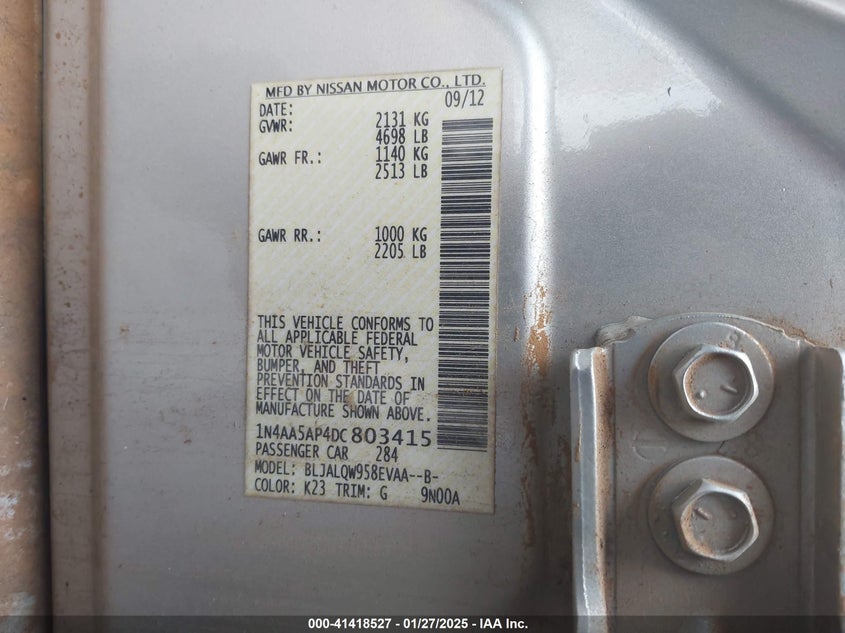 MFD BY NISSAN MOTOR CO., LTD.
DATE: 09/12
GVWR: 2131 KG
4698 LB
GAWR FR.: 1140 KG
2513 LB
GAWR RR.: 1000 KG
2205 LB
THIS VEHICLE CONFORMS TO
ALL APPLICABLE FEDERAL
MOTOR VEHICLE SAFETY,
BUMPER, AND THEFT
PREVENTION STANDARDS IN
EFFECT ON THE DATE OF
MANUFACTURE SHOWN ABOVE.
1N4AA5AP4DC803415
PASSENGER CAR 284
MODEL: BLJALQW958EVAA--B-
COLOR: K23 TRIM: G 9N00A
000-41418527 - 01/27/2025 - IAA Inc.